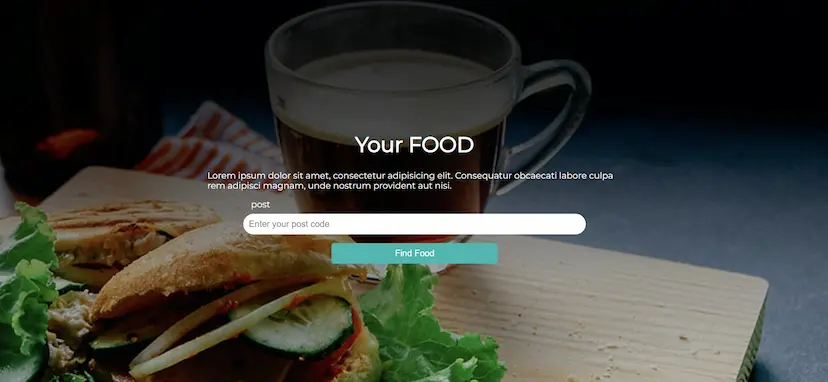 Your FOOD
Lorem ipsum dolor sit amet, consectetur adipisicing elit. Consequatur obcaecati labore culpa
rem adipisci magnam, unde nostrum provident aut nisi.
post
Enter your post code
Find Food